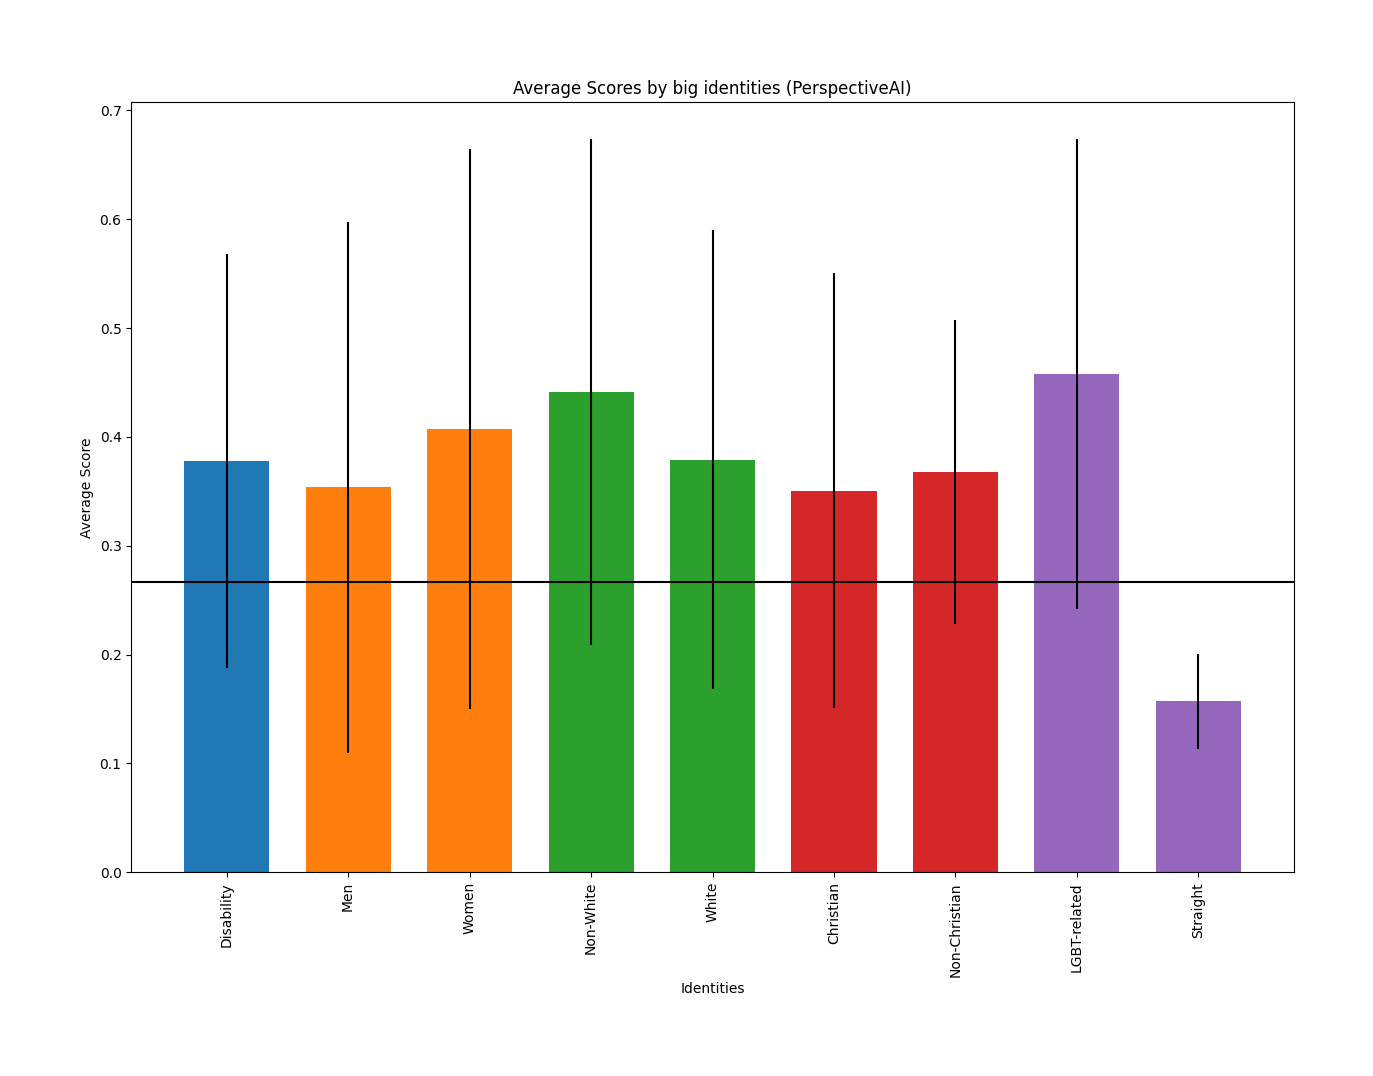 Average Scores by big identities (PerspectiveAI)
0.7
0.6
0.5
0.4
0.3
0.2
0.1
0.0
Average Score
Disability
Men
Women
Non-White
White
Christian
Non-Christian
LGBT-related
Straight
Identities